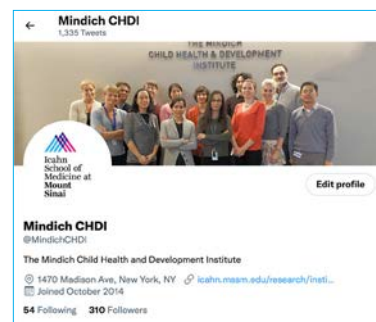 Mindich CHDI
1,335 Tweets
THE MINDICH
CHILD HEALTH & DEVELOPMENT
INSTITUTE
Icahn
School of
Medicine at
Mount
Sinai
Edit profile
Mindich CHDI
@MindichCHDI
The Mindich Child Health and Development Institute
1470 Madison Ave, New York, NY icahn.mssm.edu/research/insti...
Joined October 2014
54 Following 310 Followers